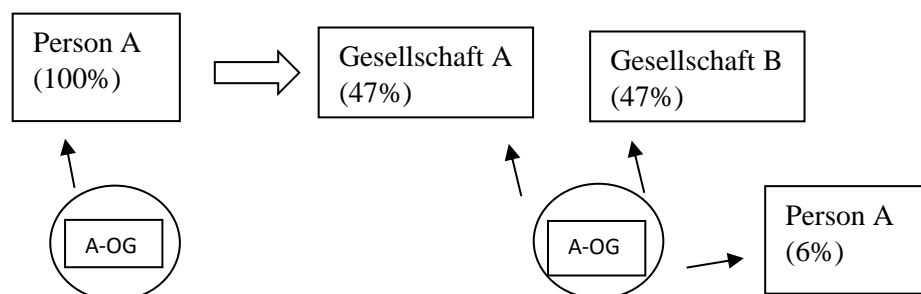 Person A
(100%)
Gesellschaft A
(47%)
Gesellschaft B
(47%)
A-OG
A-OG
Person A
(6%)